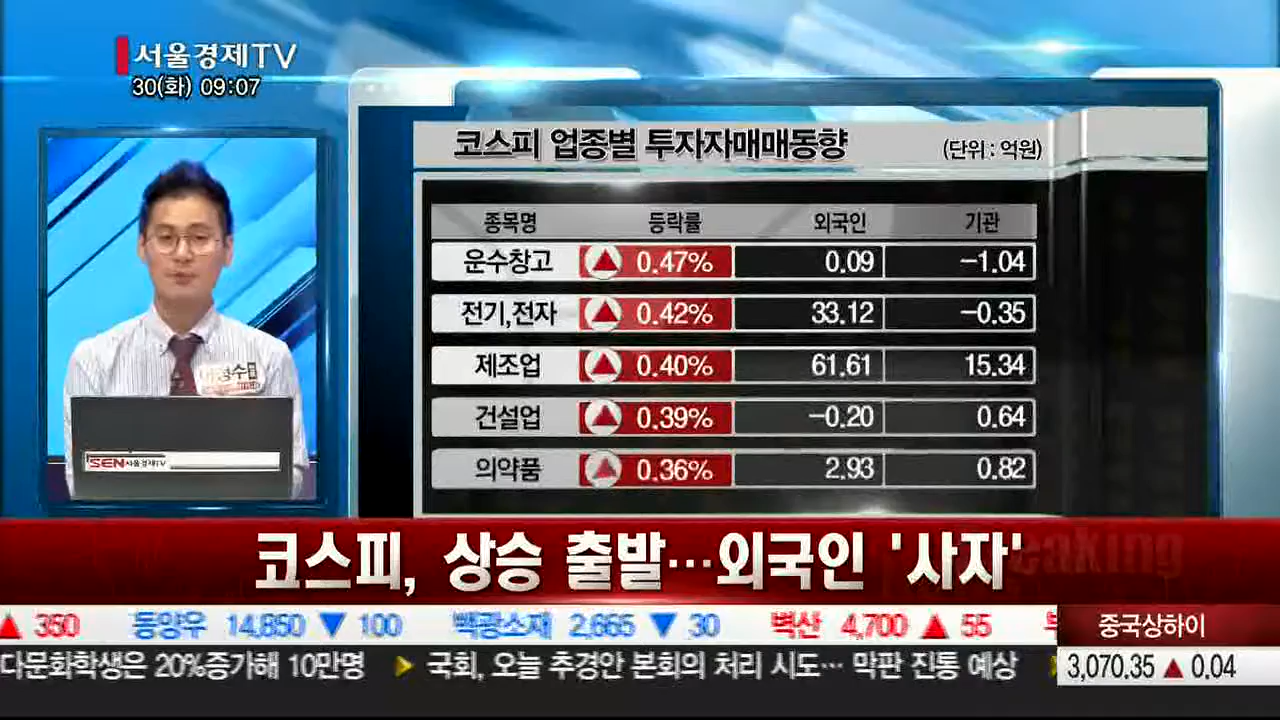 서울경제TV
30(화) 09:07
코스피 업종별 투자자매매동향
(단위 : 억원)
종목명 등락률 외국인 기관
운수창고 ▲ 0.47% 0.09 -1.04
전기,전자 ▲ 0.42% 33.12 -0.35
제조업 ▲ 0.40% 61.61 15.34
건설업 ▲ 0.39% -0.20 0.64
의약품 ▲ 0.36% 2.93 0.82
SEN 서울경제TV
코스피, 상승 출발…외국인 '사자'
▲ 350 동양우 14,850 ▼ 100 빽광소재 2,665 ▼ 30 벽산 4,700 ▲ 55
중국상하이
다문화학생은 20%증가해 10만명 ▶ 국회, 오늘 추경안 본회의 처리 시도… 막판 진통 예상
3,070.35 ▲ 0.04